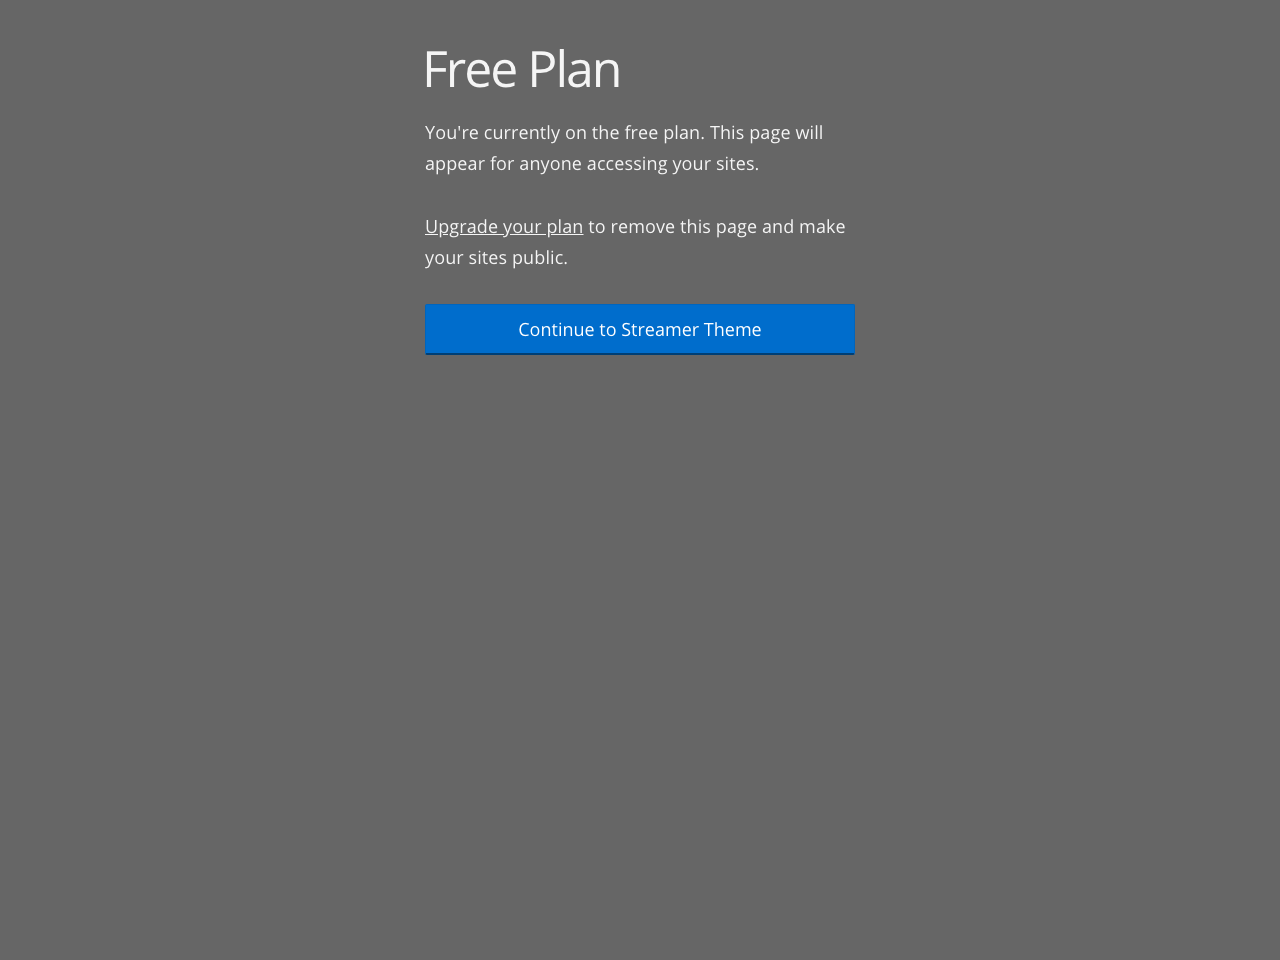 Free Plan
You're currently on the free plan. This page will
appear for anyone accessing your sites.
Upgrade your plan to remove this page and make
your sites public.
Continue to Streamer Theme